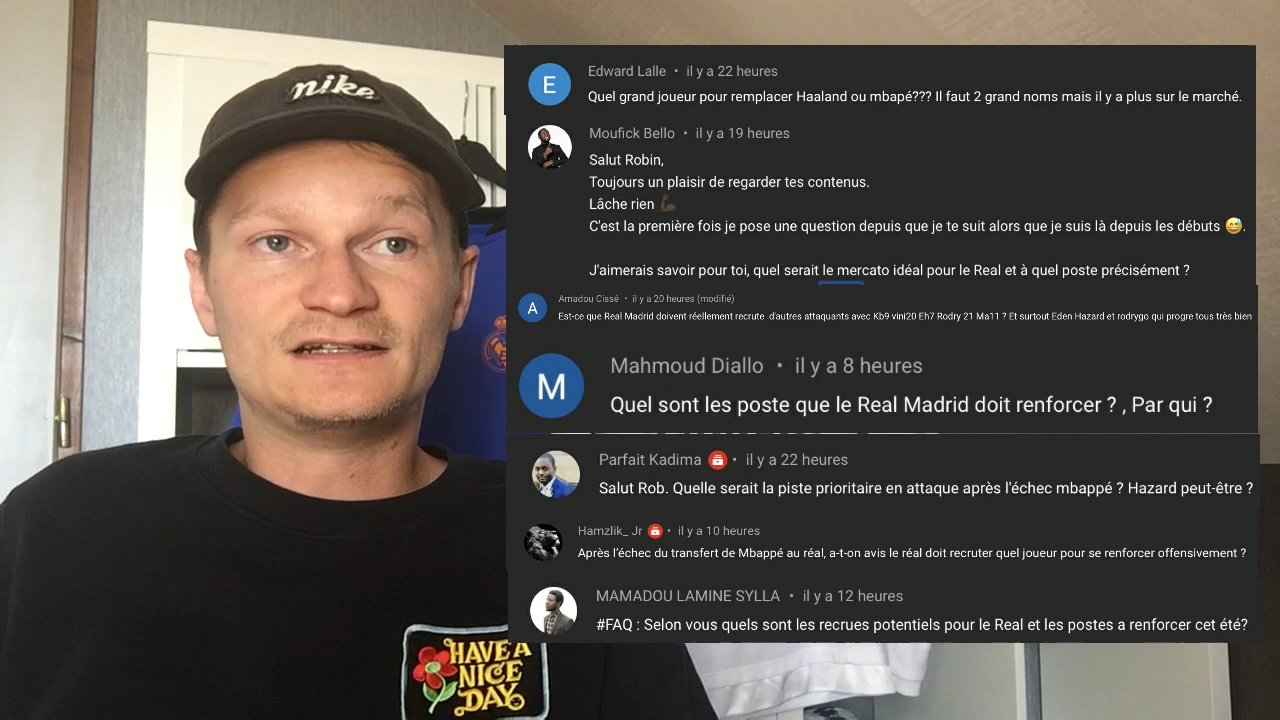 nike
HAVE A
NICE
DAY
E
Edward Lalle • il y a 22 heures
Quel grand joueur pour remplacer Haaland ou mbapé??? Il faut 2 grand noms mais il y a plus sur le marché.
Moufick Bello • il y a 19 heures
Salut Robin,
Toujours un plaisir de regarder tes contenus.
Lâche rien 💪🏿
C'est la première fois je pose une question depuis que je te suit alors que je suis là depuis les débuts 😅.
J'aimerais savoir pour toi, quel serait le mercato idéal pour le Real et à quel poste précisément ?
A
Amadou Cissé • il y a 20 heures (modifié)
Est-ce que Real Madrid doivent réellement recrute d'autres attaquants avec Kb9 vini20 Eh7 Rodry 21 Ma11 ? Et surtout Eden Hazard et rodrygo qui progre tous très bien
M
Mahmoud Diallo • il y a 8 heures
Quel sont les poste que le Real Madrid doit renforcer ? , Par qui ?
Parfait Kadima • il y a 22 heures
Salut Rob. Quelle serait la piste prioritaire en attaque après l'échec mbappé ? Hazard peut-être ?
Hamzlik_ Jr • il y a 10 heures
Après l'échec du transfert de Mbappé au réal, a-t-on avis le réal doit recruter quel joueur pour se renforcer offensivement ?
MAMADOU LAMINE SYLLA • il y a 12 heures
#FAQ : Selon vous quels sont les recrues potentiels pour le Real et les postes a renforcer cet été?